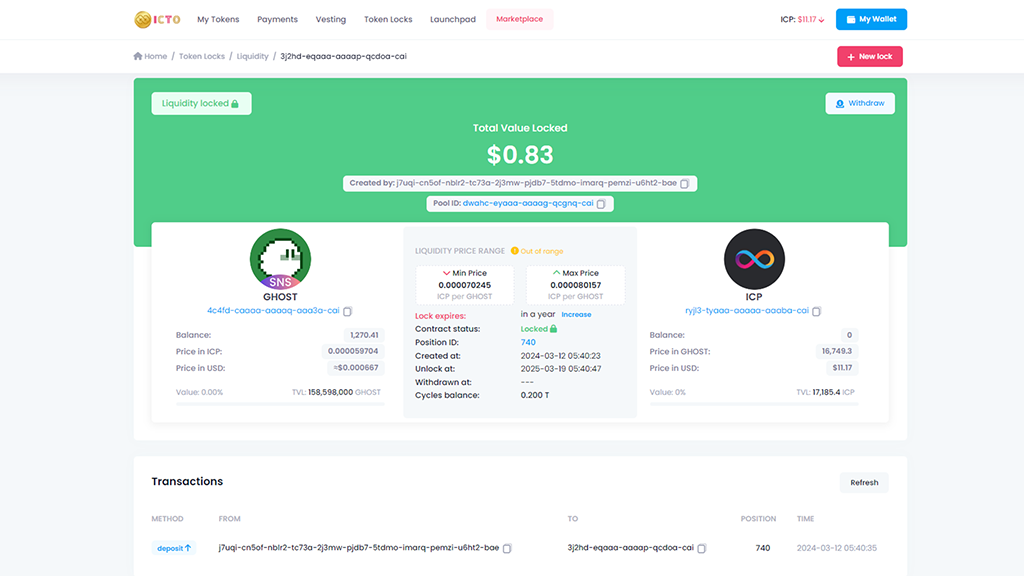 ICTO My Tokens Payments Vesting Token Locks Launchpad Marketplace ICP: $11.17 My Wallet
Home / Token Locks / Liquidity / 3j2hd-eqaaa-aaaap-qcdoa-cai New lock
Liquidity locked Withdraw
Total Value Locked
$0.83
Created by: j7uqi-cn5of-nblr2-tc73a-2j3mw-pjdb7-5tdmo-imarq-pemzi-u6ht2-bae
Pool ID: dwahc-eyaaa-aaaag-qcgnq-cai
SNS
GHOST
4c4fd-caaaa-aaaaq-aaa3a-cai
Balance: 1,270.41
Price in ICP: 0.000059704
Price in USD: ≈$0.000667
Value: 0.00% TVL: 158,598,000 GHOST
LIQUIDITY PRICE RANGE Out of range
Min Price Max Price
0.000070245 0.000080157
ICP per GHOST ICP per GHOST
Lock expires: in a year Increase
Contract status: Locked
Position ID: 740
Created at: 2024-03-12 05:40:23
Unlock at: 2025-03-19 05:40:47
Withdrawn at: ---
Cycles balance: 0.200 T
ICP
ryjl3-tyaaa-aaaaa-aaaba-cai
Balance: 0
Price in GHOST: 16,749.3
Price in USD: $11.17
Value: 0% TVL: 17,185.4 ICP
Transactions Refresh
METHOD FROM TO POSITION TIME
deposit j7uqi-cn5of-nblr2-tc73a-2j3mw-pjdb7-5tdmo-imarq-pemzi-u6ht2-bae 3j2hd-eqaaa-aaaap-qcdoa-cai 740 2024-03-12 05:40:35